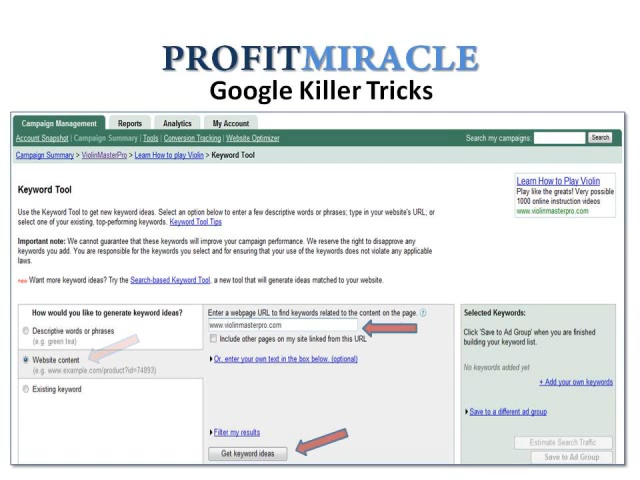 PROFITMIRACLE
Google Killer Tricks
Campaign Management Reports Analytics My Account
Account Snapshot | Campaign Summary | Tools | Conversion Tracking | Website Optimizer Search my campaigns: Search
Campaign Summary > ViolinMasterPro > Learn How to play Violin > Keyword Tool
Keyword Tool
Learn How to Play Violin
Play like the greats! Very possible
1000 online instruction videos
www.violinmasterpro.com
Use the Keyword Tool to get new keyword ideas. Select an option below to enter a few descriptive words or phrases; type in your website's URL; or
select one of your existing, top-performing keywords. Keyword Tool Tips
Important note: We cannot guarantee that these keywords will improve your campaign performance. We reserve the right to disapprove any
keywords you add. You are responsible for the keywords you select and for ensuring that your use of the keywords does not violate any applicable
laws.
new Want more keyword ideas? Try the Search-based Keyword Tool, a new tool that will generate ideas matched to your website.
How would you like to generate keyword ideas?
Descriptive words or phrases
(e.g. green tea)
Website content
(e.g. www.example.com/product?id=74893)
Existing keyword
Enter a webpage URL to find keywords related to the content on the page. ?
www.violinmasterpro.com
Include other pages on my site linked from this URL
Or, enter your own text in the box below. (optional)
Filter my results
Get keyword ideas
Selected Keywords:
Click 'Save to Ad Group' when you are finished
building your keyword list.
No keywords added yet
+ Add your own keywords
Save to a different ad group
Estimate Search Traffic
Save to Ad Group